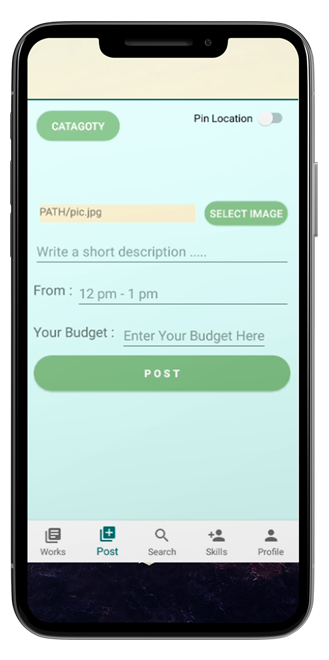 CATAGOTY
Pin Location
PATH/pic.jpg
SELECT IMAGE
Write a short description .....
From : 12 pm - 1 pm
Your Budget : Enter Your Budget Here
POST
Works Post Search Skills Profile